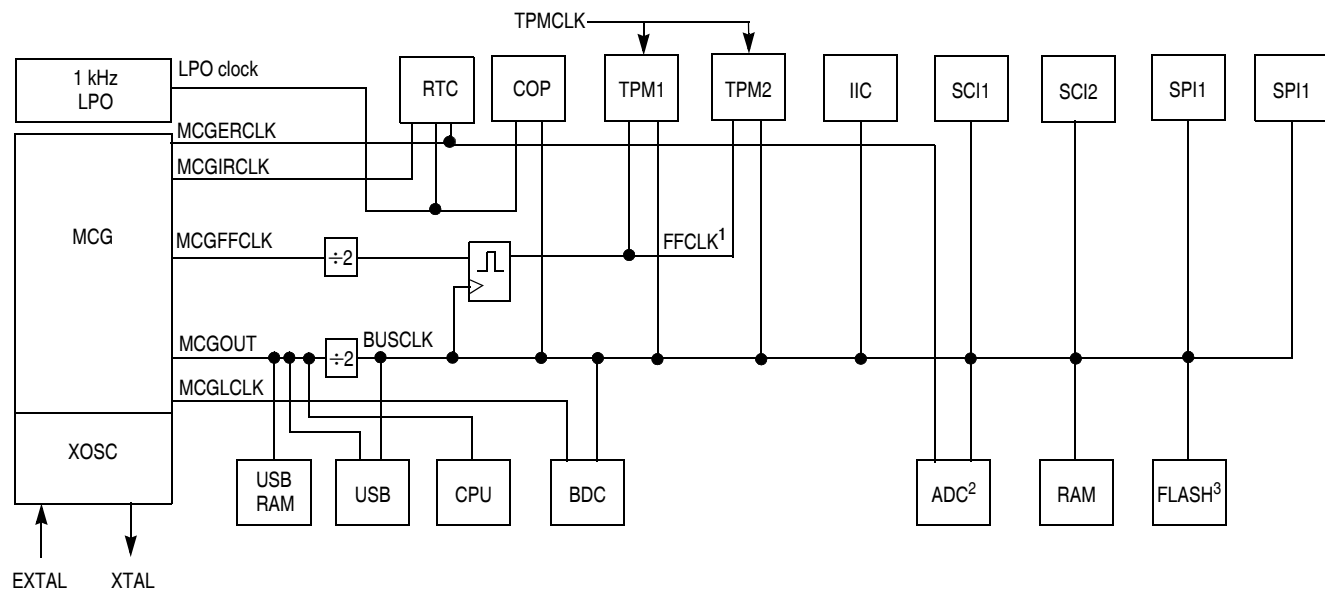 TPMCLK
1 kHz
LPO
LPO clock
RTC
COP
TPM1
TPM2
IIC
SCI1
SCI2
SPI1
SPI1
MCGERCLK
MCGIRCLK
MCG
MCGFFCLK
÷2
FFCLK¹
MCGOUT
÷2
BUSCLK
MCGLCLK
XOSC
USB
RAM
USB
CPU
BDC
ADC²
RAM
FLASH³
EXTAL
XTAL